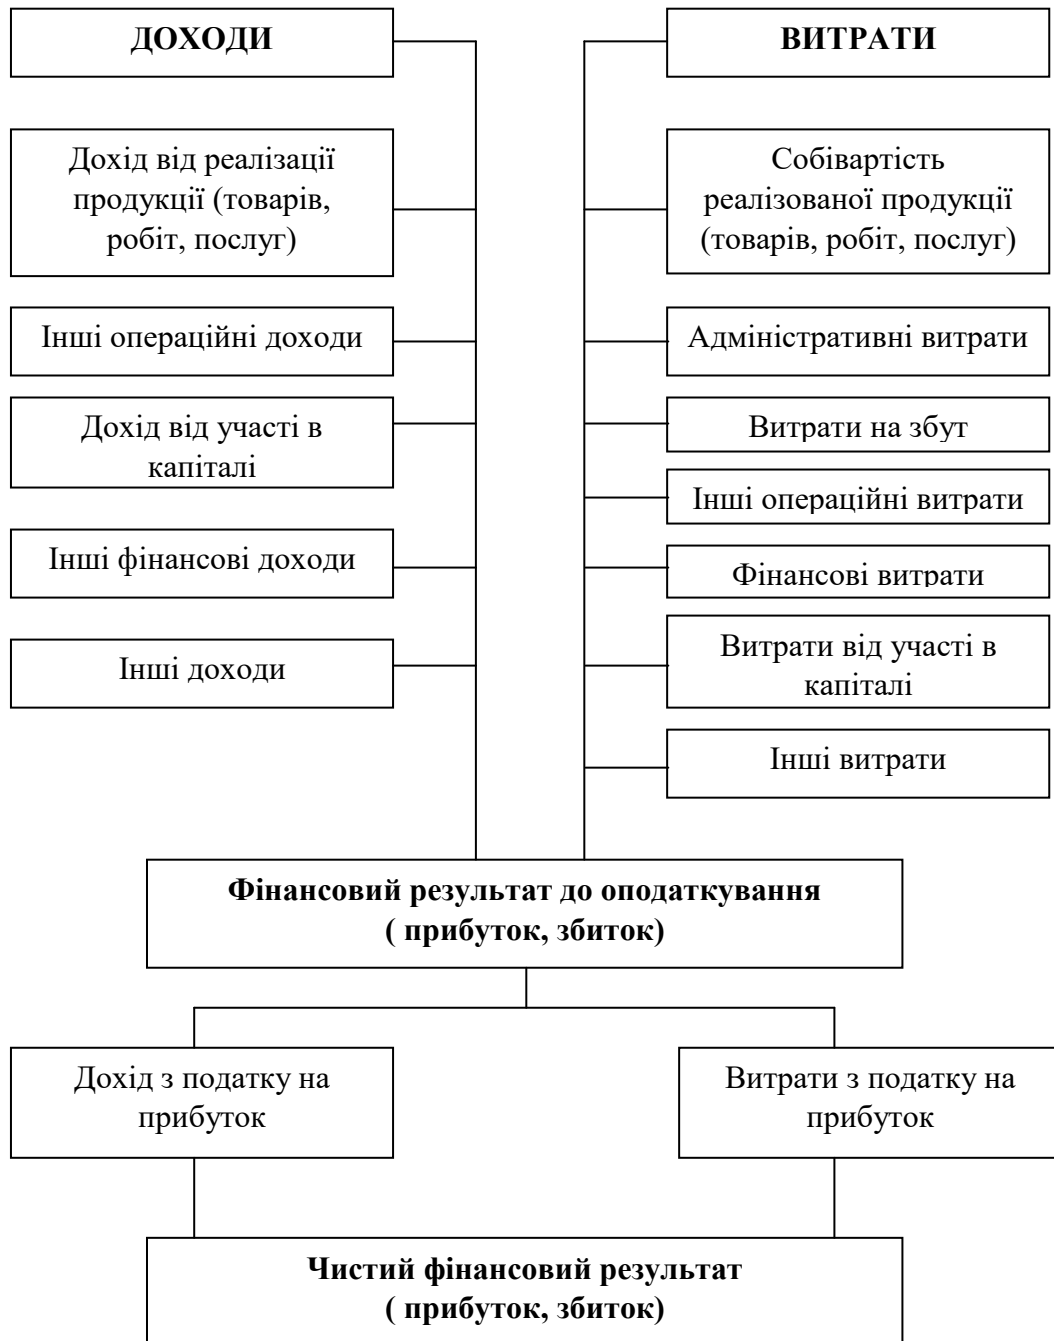 ДОХОДИ
ВИТРАТИ
Дохід від реалізації
продукції (товарів,
робіт, послуг)
Собівартість
реалізованої продукції
(товарів, робіт, послуг)
Інші операційні доходи
Адміністративні витрати
Дохід від участі в
капіталі
Витрати на збут
Інші операційні витрати
Інші фінансові доходи
Фінансові витрати
Інші доходи
Витрати від участі в
капіталі
Інші витрати
Фінансовий результат до оподаткування
( прибуток, збиток)
Дохід з податку на
прибуток
Витрати з податку на
прибуток
Чистий фінансовий результат
( прибуток, збиток)